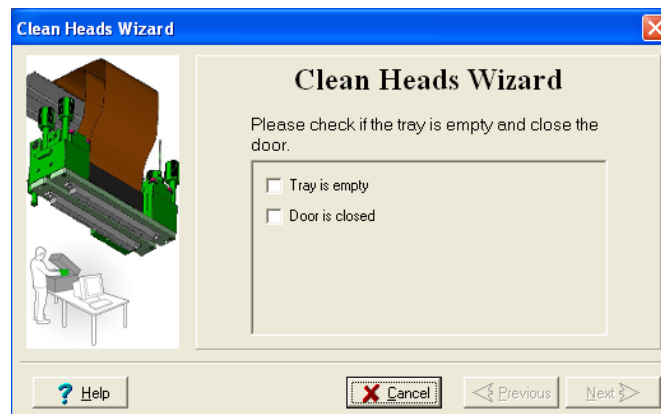 Clean Heads Wizard
Clean Heads Wizard
Please check if the tray is empty and close the
door.
Tray is empty
Door is closed
Help
Cancel
Previous
Next